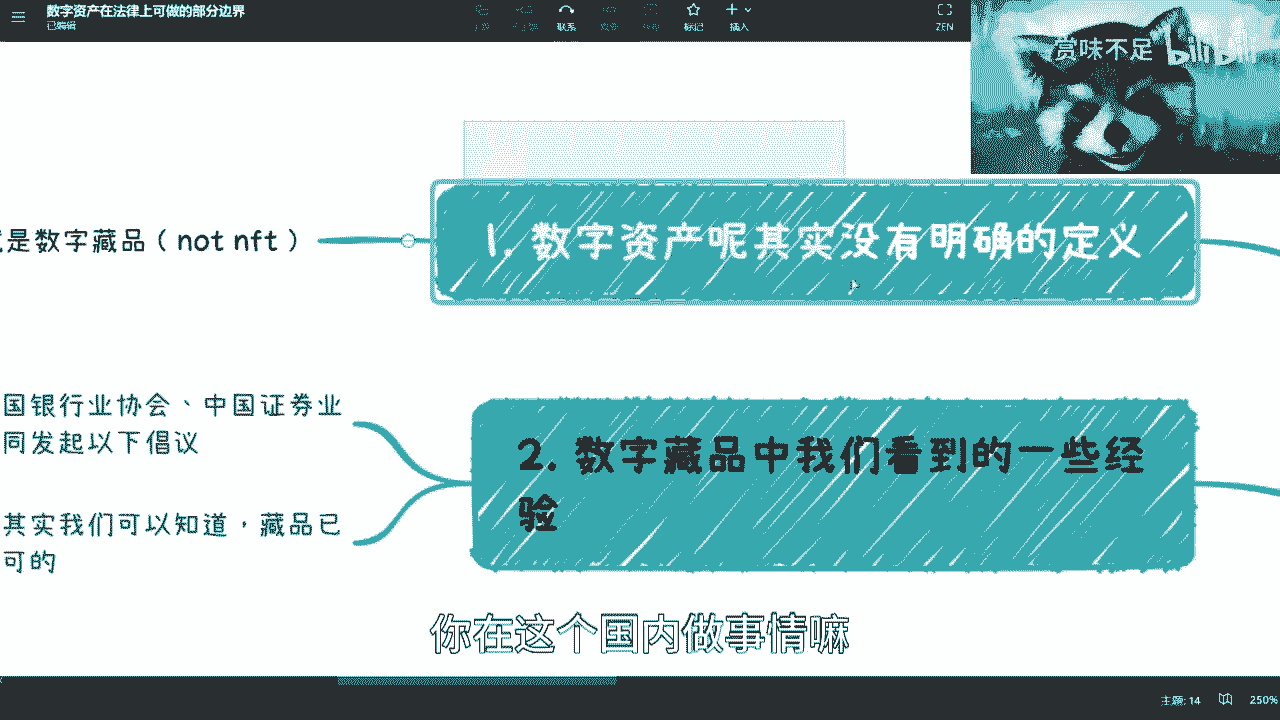 数字资产在法律上可做的部分边界
已编辑
联系
标记
插入
ZEN
赏味不足 bilibili
是数字藏品（not nft）
1. 数字资产呢其实没有明确的定义
国银行业协会、中国证券业
同发起以下倡议
2. 数字藏品中我们看到的一些经
验
其实我们可以知道，藏品已
可的
你在这个国内做事情嘛
主题: 14
250%